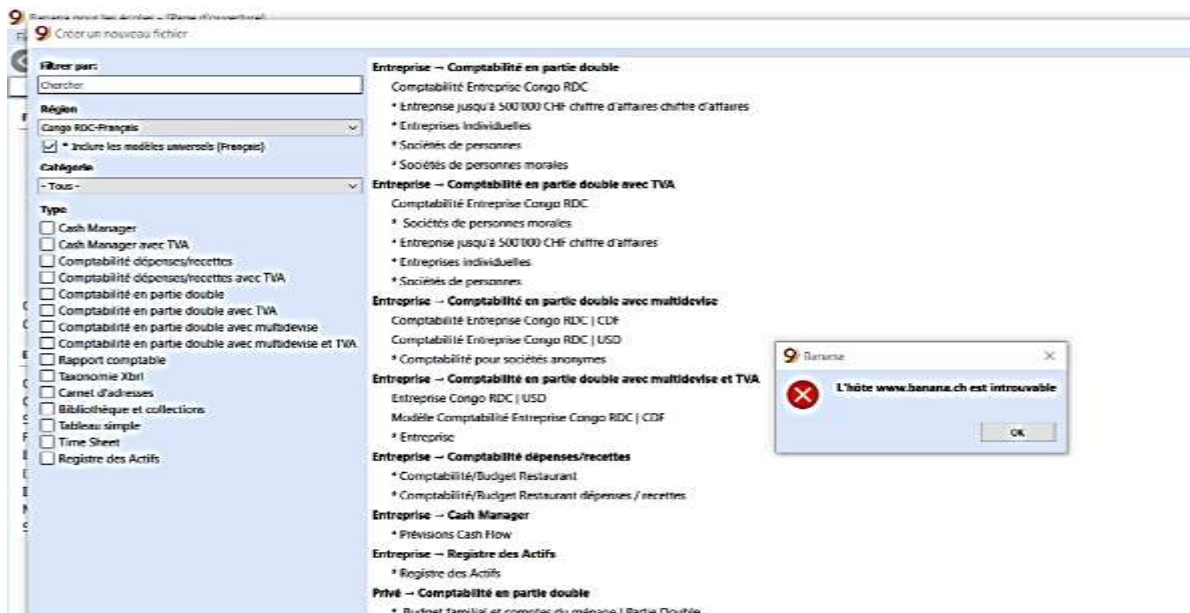 Banana pour les écoles - [Page d'ouverture]
Créer un nouveau fichier
Filtrer par:
Chercher
Région
Congo RDC-Français
* Inclure les modèles universels (Français)
Catégorie
- Tous -
Type
Cash Manager
Cash Manager avec TVA
Comptabilité dépenses/recettes
Comptabilité dépenses/recettes avec TVA
Comptabilité en partie double
Comptabilité en partie double avec TVA
Comptabilité en partie double avec multidevise
Comptabilité en partie double avec multidevise et TVA
Rapport comptable
Taxonomie Xbrl
Carnet d'adresses
Bibliothèque et collections
Tableau simple
Time Sheet
Registre des Actifs
Entreprise → Comptabilité en partie double
Comptabilité Entreprise Congo RDC
* Entreprise jusqu'à 500'000 CHF chiffre d'affaires chiffre d'affaires
* Entreprises Individuelles
* Sociétés de personnes
* Sociétés de personnes morales
Entreprise → Comptabilité en partie double avec TVA
Comptabilité Entreprise Congo RDC
* Sociétés de personnes morales
* Entreprise jusqu'à 500'000 CHF chiffre d'affaires
* Entreprises individuelles
* Sociétés de personnes
Entreprise → Comptabilité en partie double avec multidevise
Comptabilité Entreprise Congo RDC | CDF
Comptabilité Entreprise Congo RDC | USD
* Comptabilité pour sociétés anonymes
Entreprise → Comptabilité en partie double avec multidevise et TVA
Entreprise Congo RDC | USD
Modèle Comptabilité Entreprise Congo RDC | CDF
* Entreprise
Entreprise → Comptabilité dépenses/recettes
* Comptabilité/Budget Restaurant
* Comptabilité/Budget Restaurant dépenses / recettes
Entreprise → Cash Manager
* Prévisions Cash Flow
Entreprise → Registre des Actifs
* Registre des Actifs
Privé → Comptabilité en partie double
* Budget familial et comptes du ménage | Partie Double
Banana
L'hôte www.banana.ch est introuvable
OK